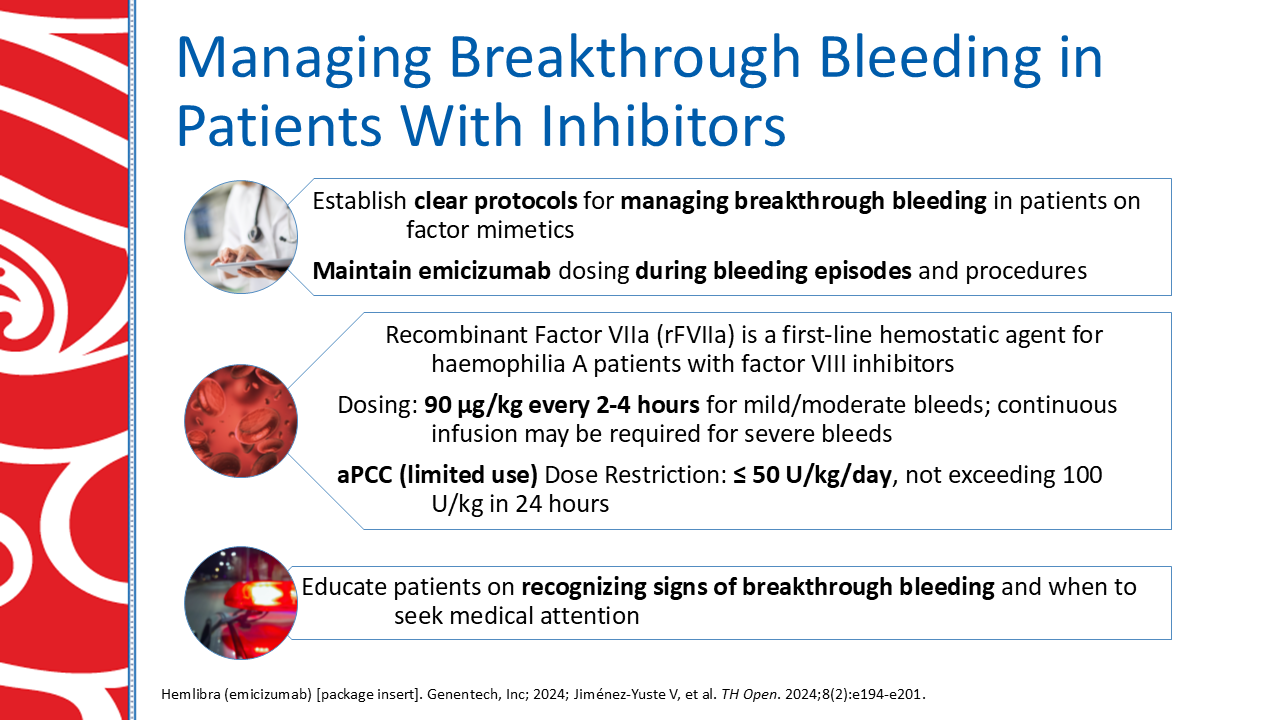 Managing Breakthrough Bleeding in
Patients With Inhibitors
Establish clear protocols for managing breakthrough bleeding in patients on
factor mimetics
Maintain emicizumab dosing during bleeding episodes and procedures
Recombinant Factor VIIa (rFVIIa) is a first-line hemostatic agent for
haemophilia A patients with factor VIII inhibitors
Dosing: 90 µg/kg every 2-4 hours for mild/moderate bleeds; continuous
infusion may be required for severe bleeds
aPCC (limited use) Dose Restriction: ≤ 50 U/kg/day, not exceeding 100
U/kg in 24 hours
Educate patients on recognizing signs of breakthrough bleeding and when to
seek medical attention
Hemlibra (emicizumab) [package insert]. Genentech, Inc; 2024; Jiménez-Yuste V, et al. TH Open. 2024;8(2):e194-e201.